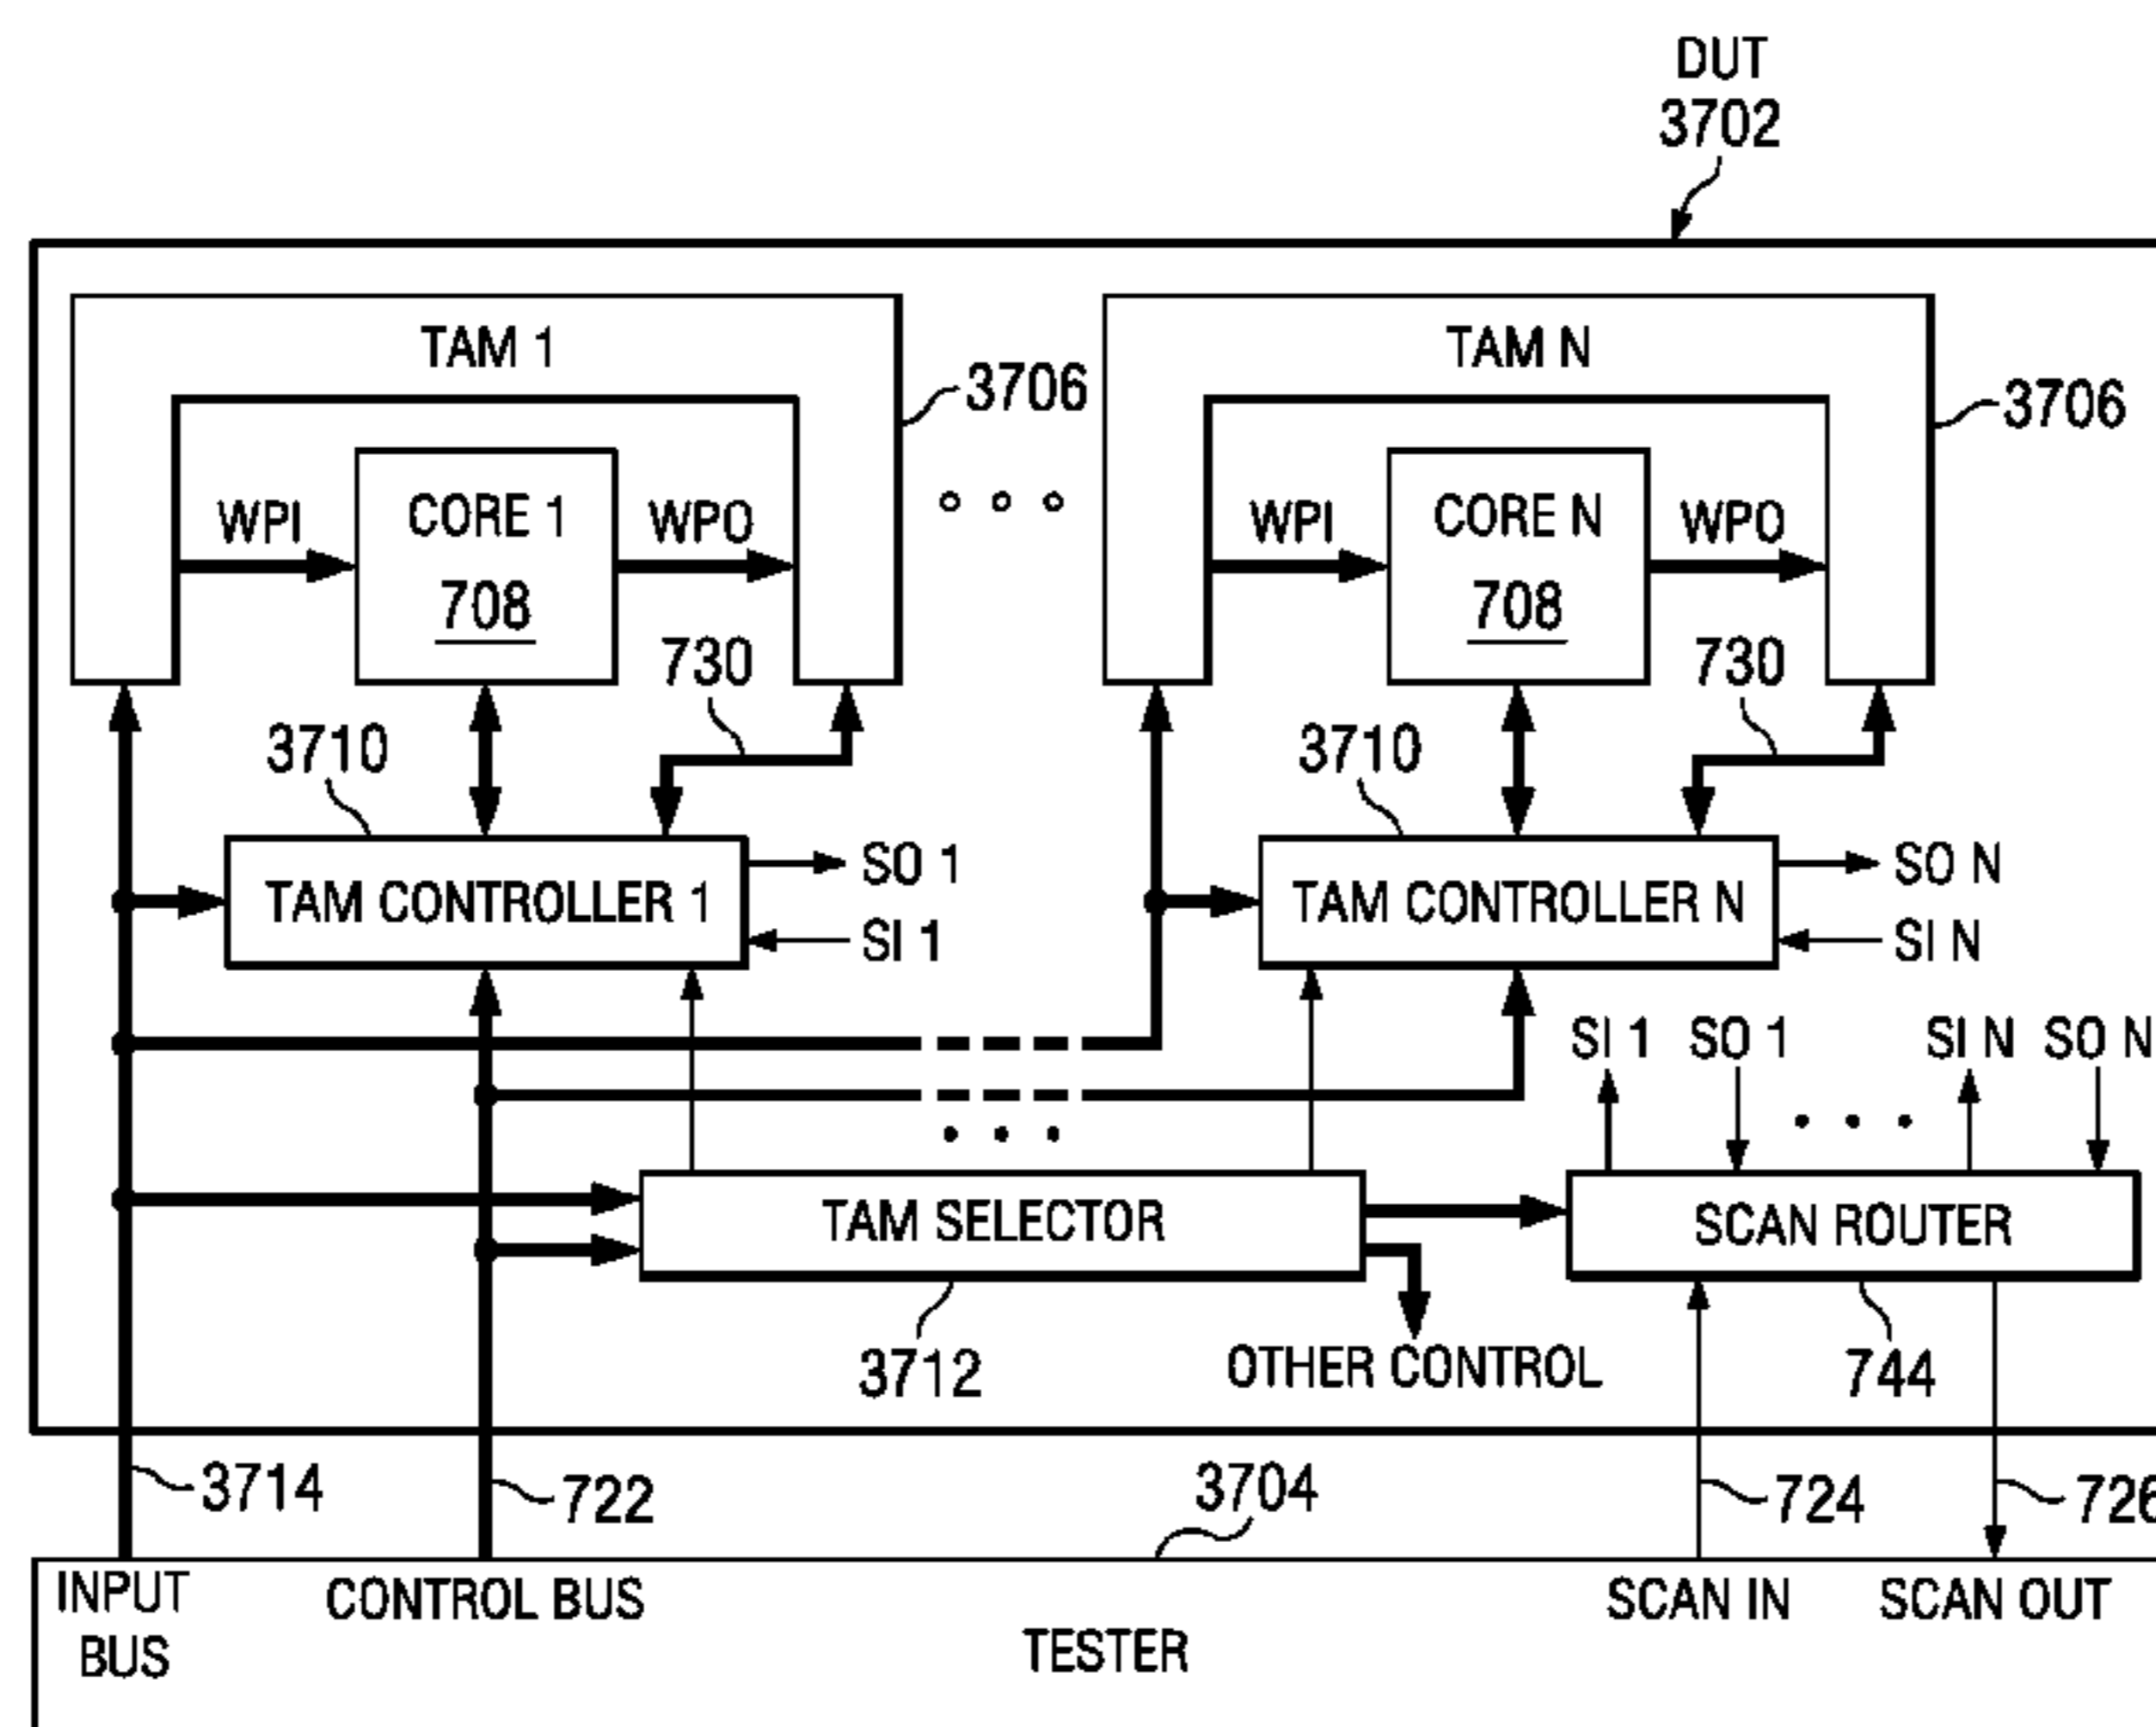 DUT
3702
TAM 1
3706
TAM N
3706
WPI
CORE 1
708
WPO
WPI
CORE N
708
WPO
730
730
3710
3710
TAM CONTROLLER 1
SO 1
SI 1
TAM CONTROLLER N
SO N
SI N
SI 1
SO 1
SI N
SO N
TAM SELECTOR
SCAN ROUTER
3712
OTHER CONTROL
744
3714
722
3704
724
726
INPUT
BUS
CONTROL BUS
TESTER
SCAN IN
SCAN OUT